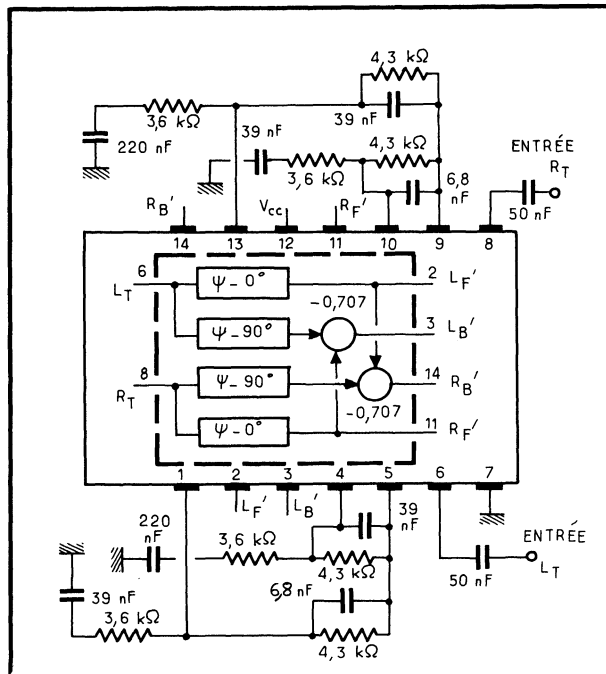 4,3 kΩ
3,6 kΩ
39 nF
220 nF
39 nF
4,3 kΩ
3,6 kΩ
6,8 nF
ENTRÉE
R_T
50 nF
R_B′
V_cc
R_F′
14 13 12 11 10 9 8
6 L_T
ψ – 0°
2 L_F′
– 0,707
ψ – 90°
3 L_B′
8 R_T
ψ – 90°
14 R_B′
– 0,707
ψ – 0°
11 R_F′
1 2 3 4 5 6 7
L_F′
L_B′
220 nF
3,6 kΩ
39 nF
4,3 kΩ
ENTRÉE
L_T
50 nF
39 nF
3,6 kΩ
6,8 nF
4,3 kΩ